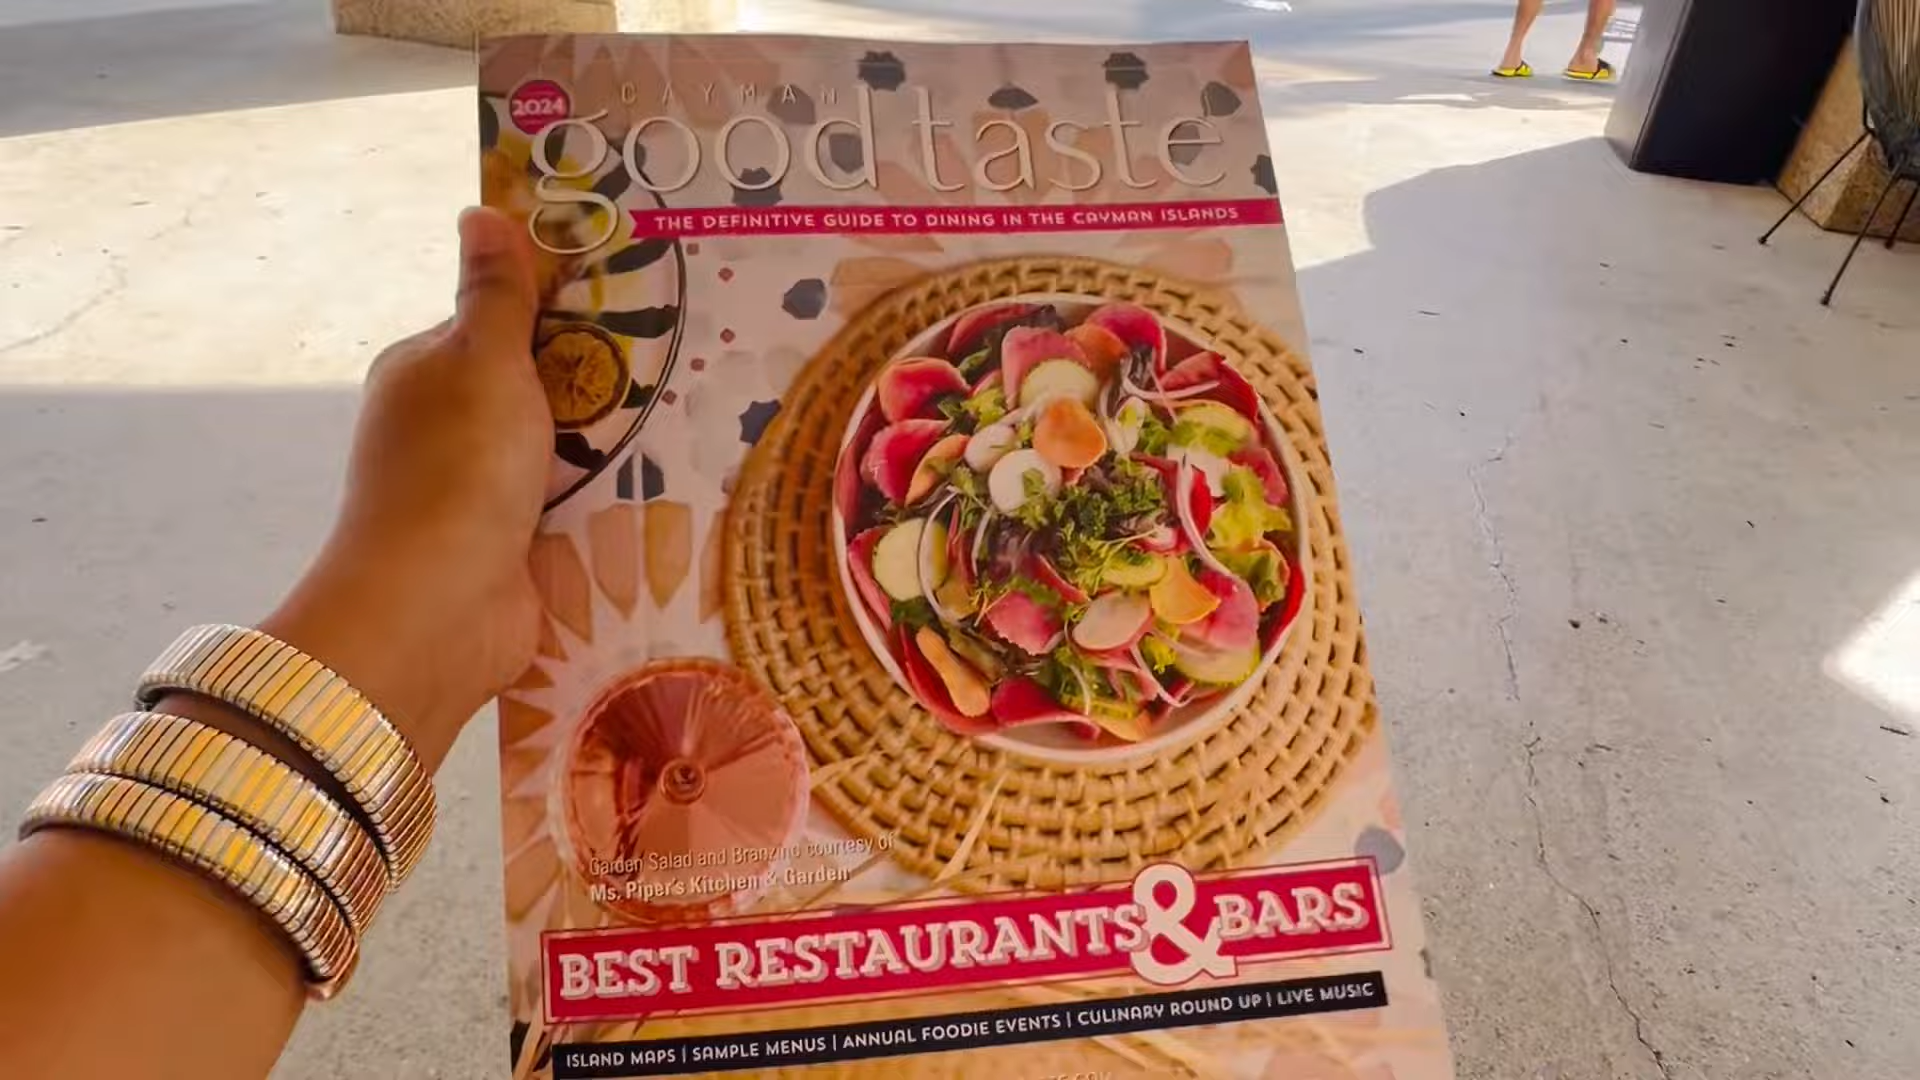 2024
CAYMAN
good taste
THE DEFINITIVE GUIDE TO DINING IN THE CAYMAN ISLANDS
Garden Salad and Branzino courtesy of
Ms. Piper's Kitchen & Garden
BEST RESTAURANTS & BARS
ISLAND MAPS | SAMPLE MENUS | ANNUAL FOODIE EVENTS | CULINARY ROUND UP | LIVE MUSIC